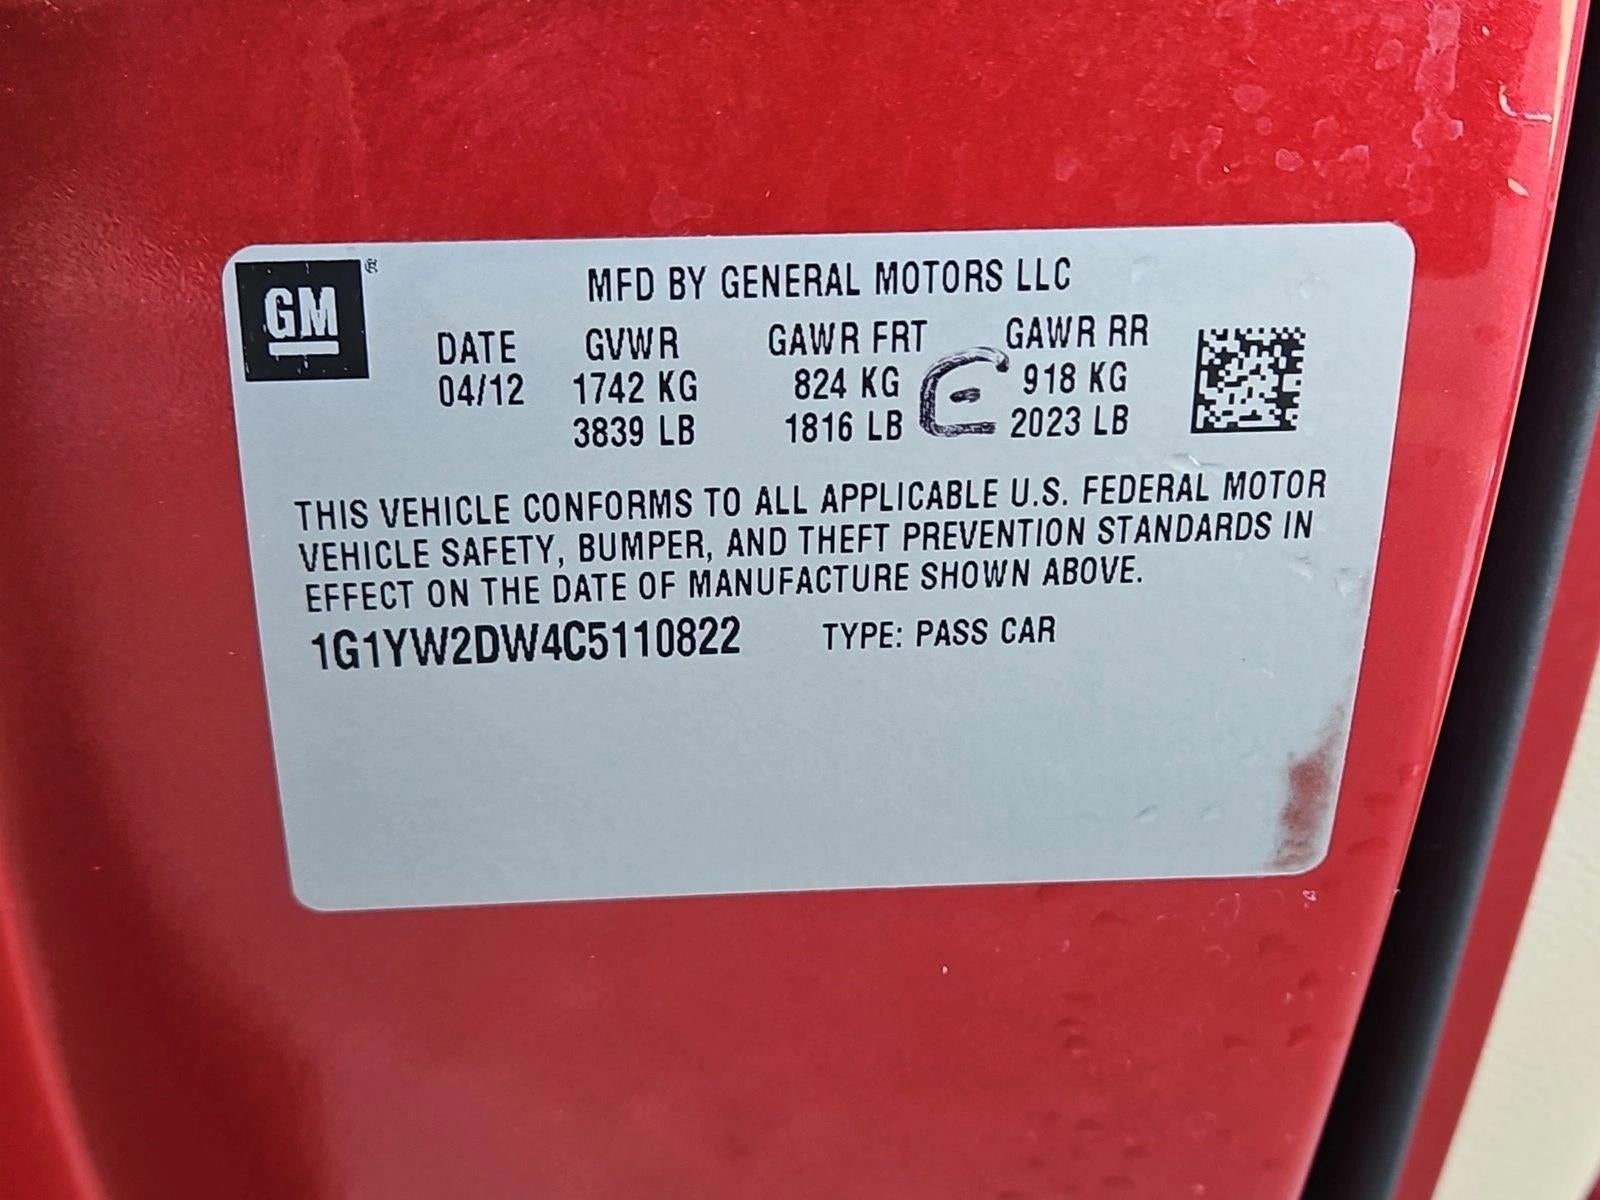 GM ®
MFD BY GENERAL MOTORS LLC
DATE GVWR GAWR FRT GAWR RR
04/12 1742 KG 824 KG 918 KG
3839 LB 1816 LB 2023 LB
THIS VEHICLE CONFORMS TO ALL APPLICABLE U.S. FEDERAL MOTOR
VEHICLE SAFETY, BUMPER, AND THEFT PREVENTION STANDARDS IN
EFFECT ON THE DATE OF MANUFACTURE SHOWN ABOVE.
1G1YW2DW4C5110822 TYPE: PASS CAR